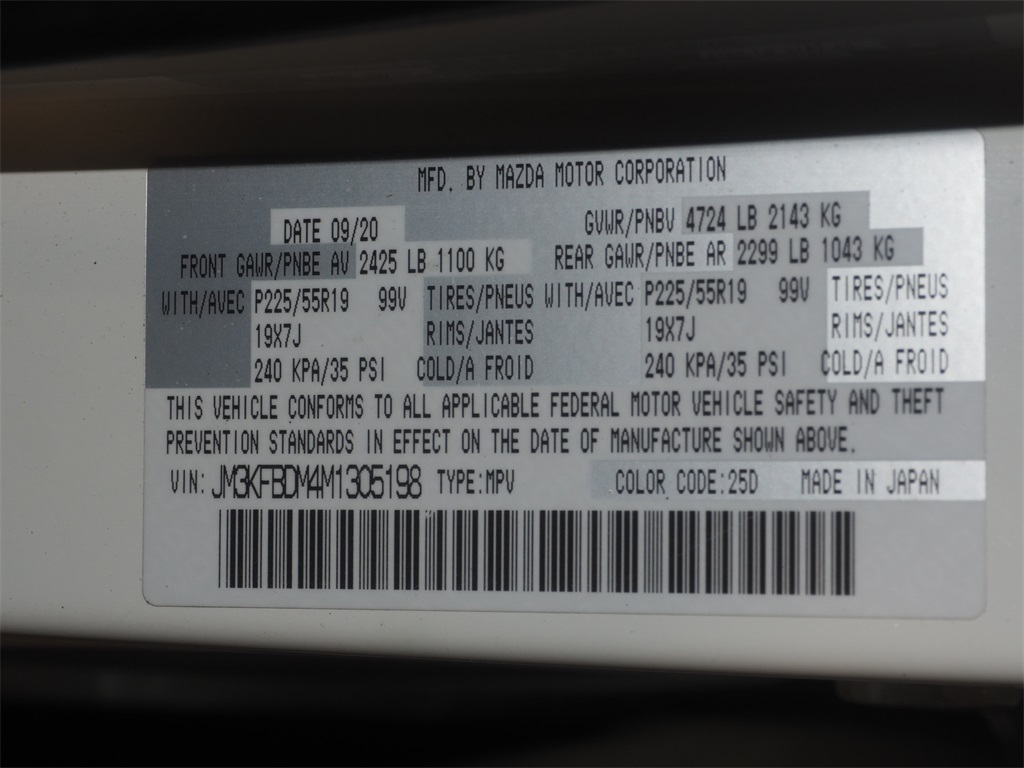 MFD. BY MAZDA MOTOR CORPORATION
DATE 09/20 GVWR/PNBV 4724 LB 2143 KG
FRONT GAWR/PNBE AV 2425 LB 1100 KG REAR GAWR/PNBE AR 2299 LB 1043 KG
WITH/AVEC P225/55R19 99V TIRES/PNEUS WITH/AVEC P225/55R19 99V TIRES/PNEUS
19X7J RIMS/JANTES 19X7J RIMS/JANTES
240 KPA/35 PSI COLD/A FROID 240 KPA/35 PSI COLD/A FROID
THIS VEHICLE CONFORMS TO ALL APPLICABLE FEDERAL MOTOR VEHICLE SAFETY AND THEFT
PREVENTION STANDARDS IN EFFECT ON THE DATE OF MANUFACTURE SHOWN ABOVE.
VIN: JM3KFBDM4M1305198 TYPE:MPV COLOR CODE:25D MADE IN JAPAN